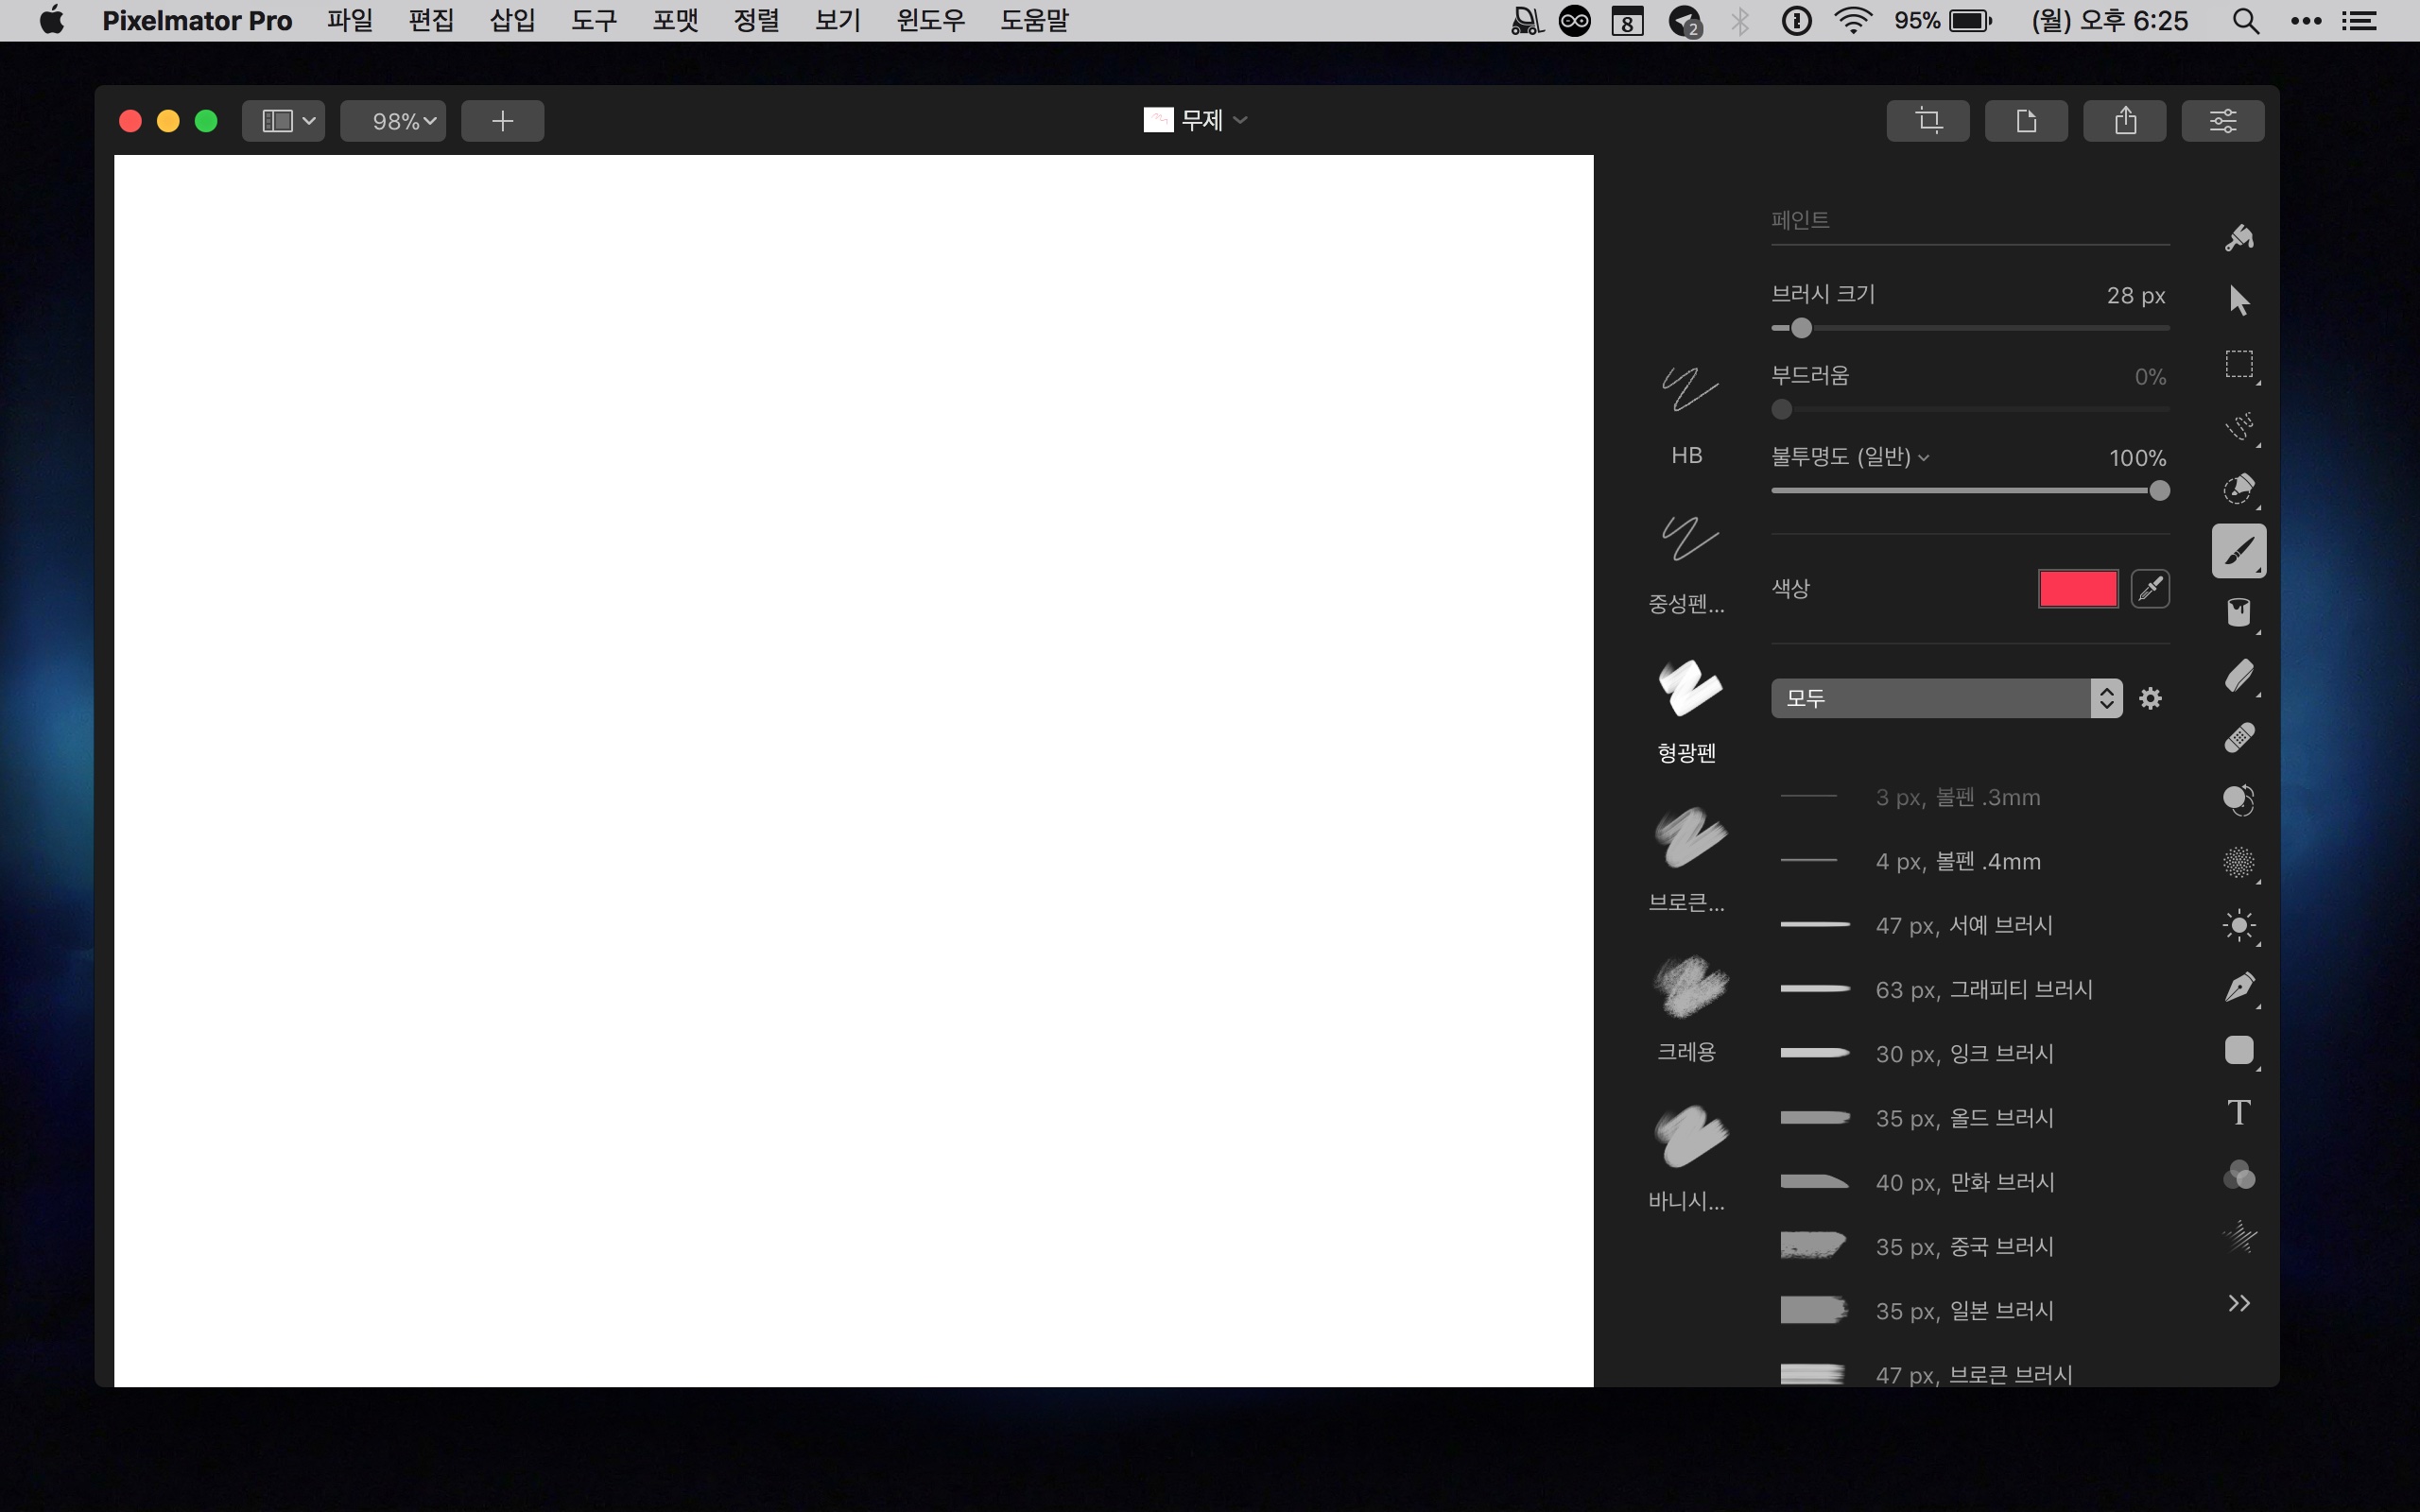 Pixelmator Pro 파일 편집 삽입 도구 포맷 정렬 보기 윈도우 도움말 8 2 95% (월) 오후 6:25
98% 무제
페인트
브러시 크기 28 px
부드러움 0%
불투명도 (일반) 100%
색상
모두
HB
중성펜...
형광펜
브로큰...
크레용
바니시...
3 px, 볼펜 .3mm
4 px, 볼펜 .4mm
47 px, 서예 브러시
63 px, 그래피티 브러시
30 px, 잉크 브러시
35 px, 올드 브러시
40 px, 만화 브러시
35 px, 중국 브러시
35 px, 일본 브러시
47 px, 브로큰 브러시
T